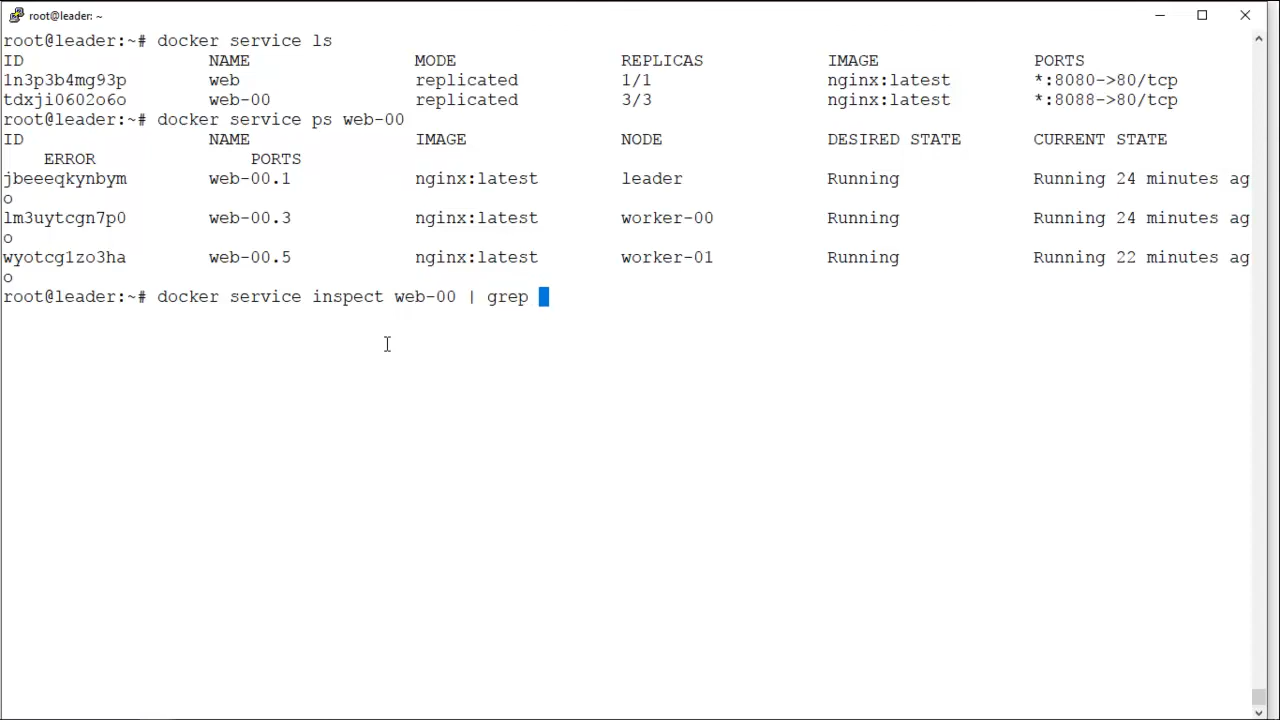 root@leader: ~
root@leader:~# docker service ls
ID NAME MODE REPLICAS IMAGE PORTS
1n3p3b4mg93p web replicated 1/1 nginx:latest *:8080->80/tcp
tdxji0602o6o web-00 replicated 3/3 nginx:latest *:8088->80/tcp
root@leader:~# docker service ps web-00
ID NAME IMAGE NODE DESIRED STATE CURRENT STATE
ERROR PORTS
jbeeeqkynbym web-00.1 nginx:latest leader Running Running 24 minutes ag
o
lm3uytcgn7p0 web-00.3 nginx:latest worker-00 Running Running 24 minutes ag
o
wyotcg1zo3ha web-00.5 nginx:latest worker-01 Running Running 22 minutes ag
o
root@leader:~# docker service inspect web-00 | grep